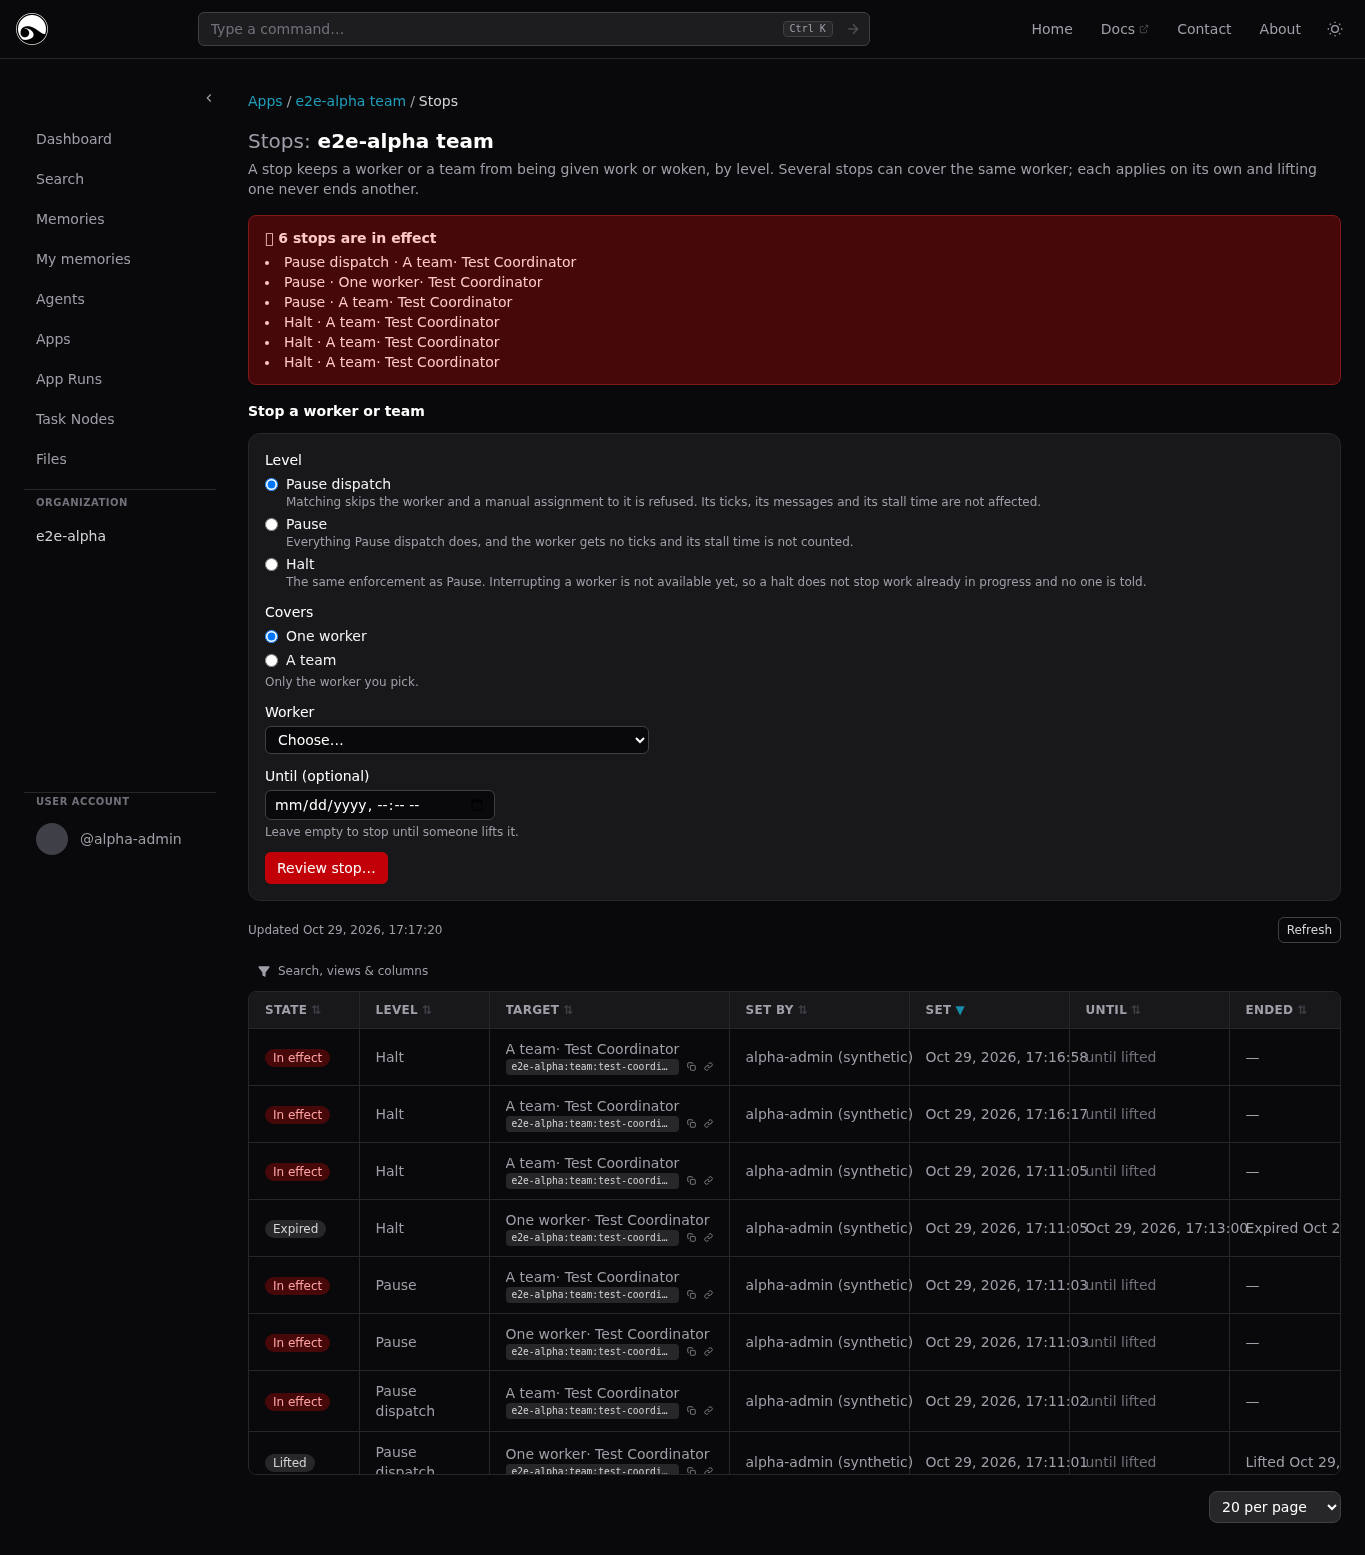 Type a command...
Ctrl K
Home
Docs
Contact
About
Dashboard
Search
Memories
My memories
Agents
Apps
App Runs
Task Nodes
Files
ORGANIZATION
e2e-alpha
USER ACCOUNT
@alpha-admin
Apps / e2e-alpha team / Stops
Stops: e2e-alpha team
A stop keeps a worker or a team from being given work or woken, by level. Several stops can cover the same worker; each applies on its own and lifting
one never ends another.
6 stops are in effect
• Pause dispatch · A team· Test Coordinator
• Pause · One worker· Test Coordinator
• Pause · A team· Test Coordinator
• Halt · A team· Test Coordinator
• Halt · A team· Test Coordinator
• Halt · A team· Test Coordinator
Stop a worker or team
Level
Pause dispatch
Matching skips the worker and a manual assignment to it is refused. Its ticks, its messages and its stall time are not affected.
Pause
Everything Pause dispatch does, and the worker gets no ticks and its stall time is not counted.
Halt
The same enforcement as Pause. Interrupting a worker is not available yet, so a halt does not stop work already in progress and no one is told.
Covers
One worker
A team
Only the worker you pick.
Worker
Choose...
Until (optional)
mm/dd/yyyy, --:-- --
Leave empty to stop until someone lifts it.
Review stop...
Updated Oct 29, 2026, 17:17:20
Refresh
Search, views & columns
STATE LEVEL TARGET SET BY SET UNTIL ENDED
In effect Halt A team· Test Coordinator alpha-admin (synthetic) Oct 29, 2026, 17:16:58 until lifted —
e2e-alpha:team:test-coordi...
In effect Halt A team· Test Coordinator alpha-admin (synthetic) Oct 29, 2026, 17:16:17 until lifted —
e2e-alpha:team:test-coordi...
In effect Halt A team· Test Coordinator alpha-admin (synthetic) Oct 29, 2026, 17:11:05 until lifted —
e2e-alpha:team:test-coordi...
Expired Halt One worker· Test Coordinator alpha-admin (synthetic) Oct 29, 2026, 17:11:05 Oct 29, 2026, 17:13:00 Expired Oct 2
e2e-alpha:team:test-coordi...
In effect Pause A team· Test Coordinator alpha-admin (synthetic) Oct 29, 2026, 17:11:03 until lifted —
e2e-alpha:team:test-coordi...
In effect Pause One worker· Test Coordinator alpha-admin (synthetic) Oct 29, 2026, 17:11:03 until lifted —
e2e-alpha:team:test-coordi...
In effect Pause dispatch A team· Test Coordinator alpha-admin (synthetic) Oct 29, 2026, 17:11:02 until lifted —
e2e-alpha:team:test-coordi...
Lifted Pause dispatch One worker· Test Coordinator alpha-admin (synthetic) Oct 29, 2026, 17:11:01 until lifted Lifted Oct 29,
e2e-alpha:team:test-coordi...
20 per page